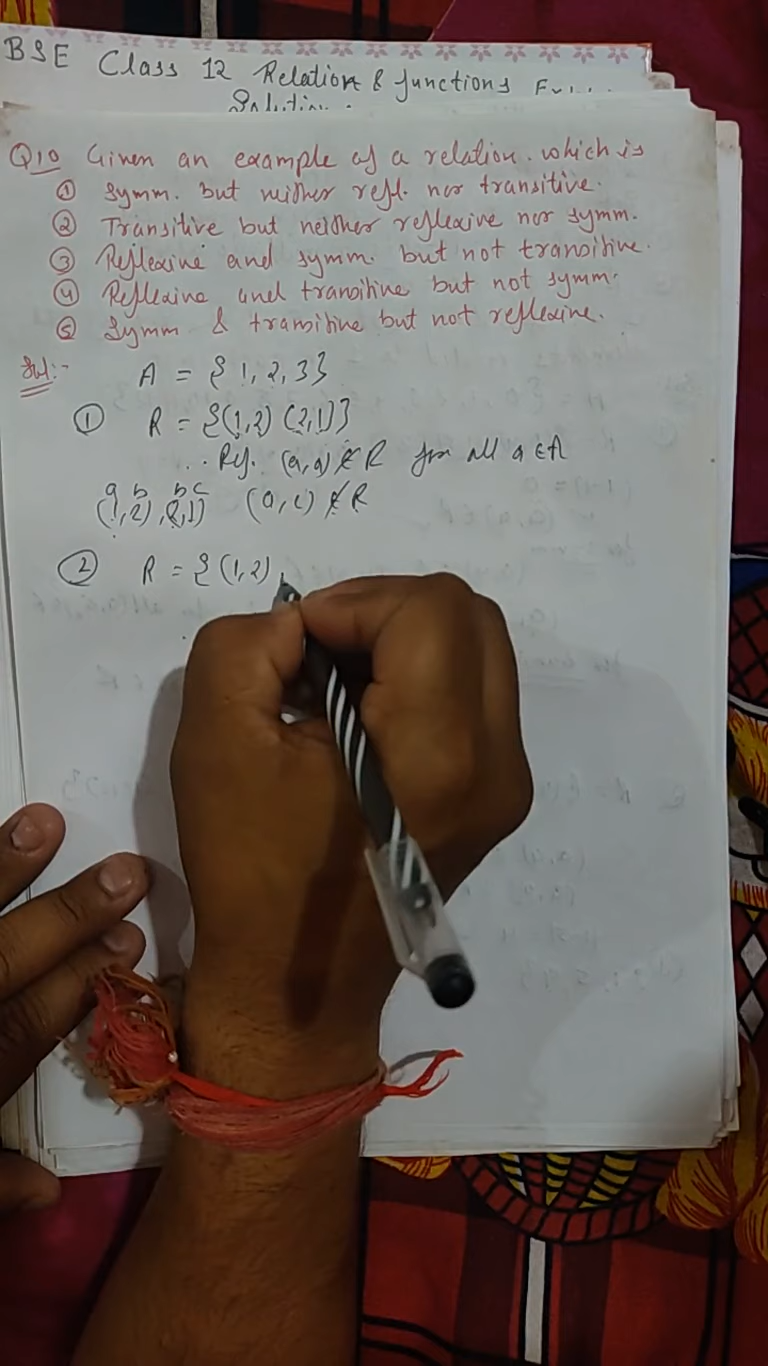 BSE Class 12 Relation & functions
Q10 Given an example of a relation. which is
① Symm. but neither refl. nor transitive.
② Transitive but neither reflexive nor symm.
③ Reflexive and symm. but not transitive.
④ Reflexive and transitive but not symm.
⑤ Symm & transitive but not reflexive.
Sol:- A = {1, 2, 3}
① R = {(1,2) (2,1)}
Ref. (a,a) ∉ R for all a ∈ A
a b b c
(1,2), (2,1) (a,c) ∉ R
② R = {(1,2),